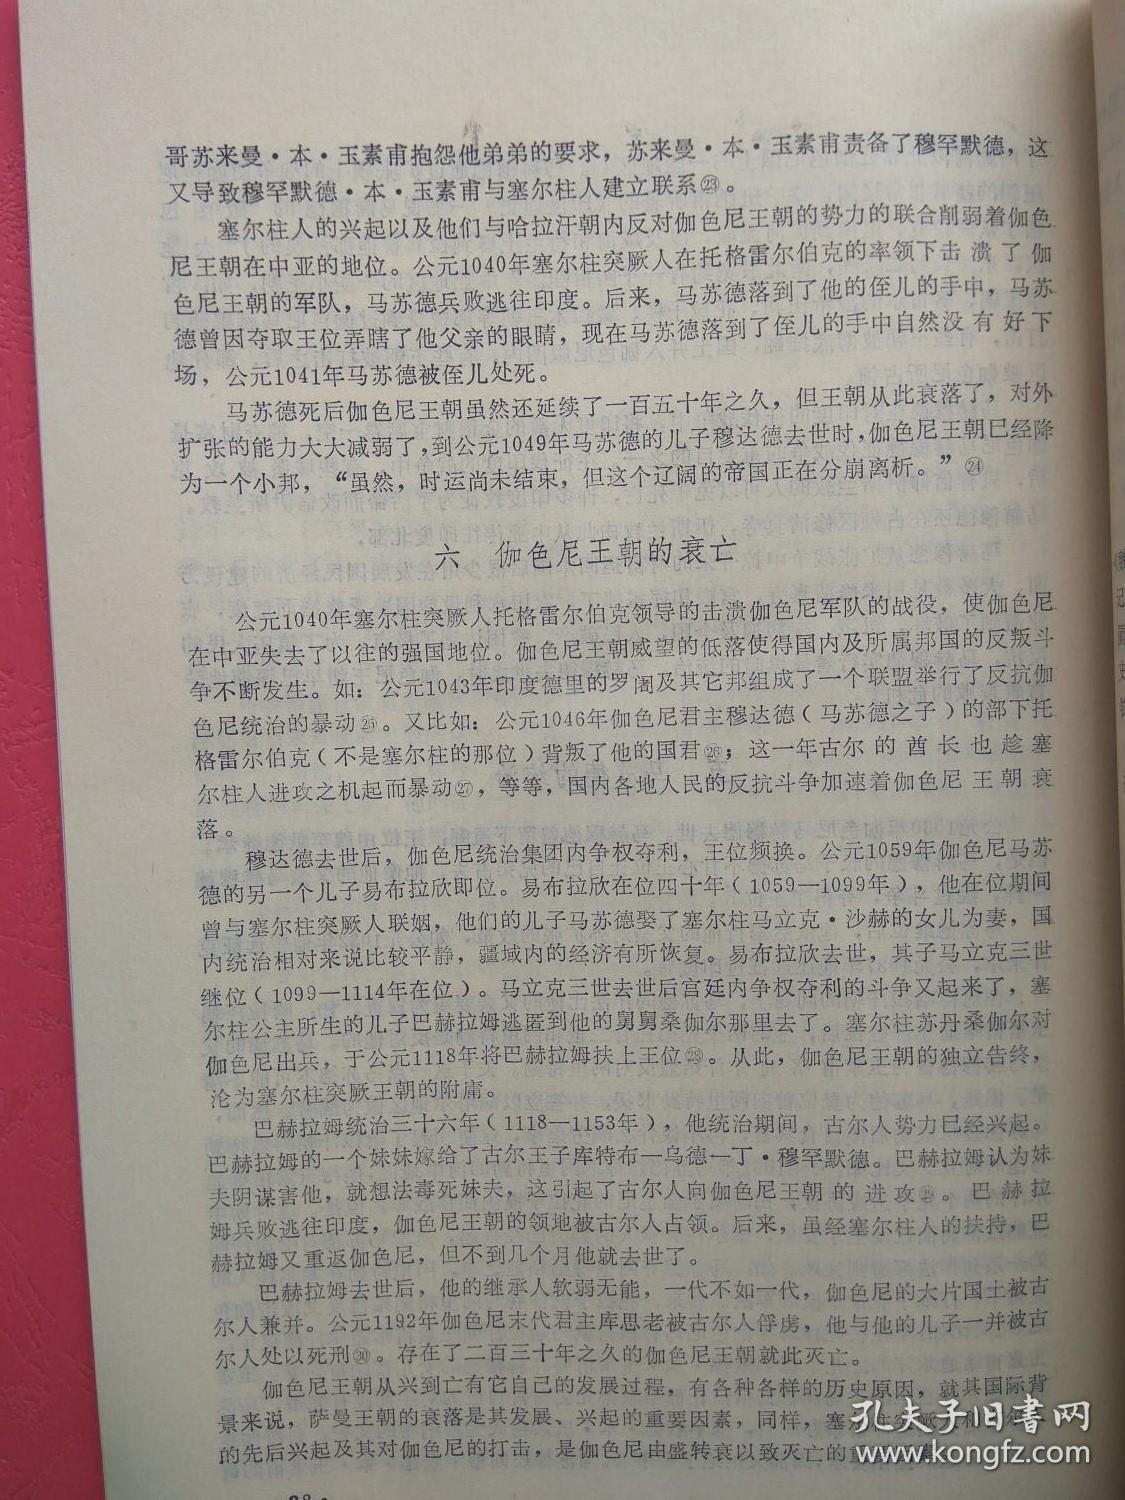 哥苏来曼·本·玉素甫抱怨他弟弟的要求，苏来曼·本·玉素甫责备了穆罕默德，这
又导致穆罕默德·本·玉素甫与塞尔柱人建立联系㉓。
塞尔柱人的兴起以及他们与哈拉汗朝内反对伽色尼王朝的势力的联合削弱着伽色
尼王朝在中亚的地位。公元1040年塞尔柱突厥人在托格雷尔伯克的率领下击溃了伽
色尼王朝的军队，马苏德兵败逃往印度。后来，马苏德落到了他的侄儿的手中，马苏
德曾因夺取王位弄瞎了他父亲的眼睛，现在马苏德落到了侄儿的手中自然没有好下
场，公元1041年马苏德被侄儿处死。
马苏德死后伽色尼王朝虽然还延续了一百五十年之久，但王朝从此衰落了，对外
扩张的能力大大减弱了，到公元1049年马苏德的儿子穆达德去世时，伽色尼王朝已经降
为一个小邦，“虽然，时运尚未结束，但这个辽阔的帝国正在分崩离析。”㉔
六 伽色尼王朝的衰亡
公元1040年塞尔柱突厥人托格雷尔伯克领导的击溃伽色尼军队的战役，使伽色尼
在中亚失去了以往的强国地位。伽色尼王朝威望的低落使得国内及所属邦国的反叛斗
争不断发生。如：公元1043年印度德里的罗阇及其它邦组成了一个联盟举行了反抗伽
色尼统治的暴动㉕。又比如：公元1046年伽色尼君主穆达德（马苏德之子）的部下托
格雷尔伯克（不是塞尔柱的那位）背叛了他的国君㉖；这一年古尔的酋长也趁塞
尔柱人进攻之机起而暴动㉗，等等，国内各地人民的反抗斗争加速着伽色尼王朝衰
落。
穆达德去世后，伽色尼统治集团内争权夺利，王位频换。公元1059年伽色尼马苏
德的另一个儿子易布拉欣即位。易布拉欣在位四十年（1059—1099年），他在位期间
曾与塞尔柱突厥人联姻，他们的儿子马苏德娶了塞尔柱马立克·沙赫的女儿为妻，国
内统治相对来说比较平静，疆域内的经济有所恢复。易布拉欣去世，其子马立克三世
继位（1099—1114年在位）。马立克三世去世后宫廷内争权夺利的斗争又起来了，塞
尔柱公主所生的儿子巴赫拉姆逃匿到他的舅舅桑伽尔那里去了。塞尔柱苏丹桑伽尔对
伽色尼出兵，于公元1118年将巴赫拉姆扶上王位㉘。从此，伽色尼王朝的独立告终，
沦为塞尔柱突厥王朝的附庸。
巴赫拉姆统治三十六年（1118—1153年），他统治期间，古尔人势力已经兴起。
巴赫拉姆的一个妹妹嫁给了古尔王子库特布—乌德—丁·穆罕默德。巴赫拉姆认为妹
夫阴谋害他，就想法毒死妹夫，这引起了古尔人向伽色尼王朝的进攻㉙。巴赫拉
姆兵败逃往印度，伽色尼王朝的领地被古尔人占领。后来，虽经塞尔柱人的扶持，巴
赫拉姆又重返伽色尼，但不到几个月他就去世了。
巴赫拉姆去世后，他的继承人软弱无能，一代不如一代，伽色尼的大片国土被古
尔人兼并。公元1192年伽色尼末代君主库思老被古尔人俘虏，他与他的儿子一并被古
尔人处以死刑㉚。存在了二百三十年之久的伽色尼王朝就此灭亡。
伽色尼王朝从兴到亡有它自己的发展过程，有各种各样的历史原因，就其国际背
景来说，萨曼王朝的衰落是其发展、兴起的重要因素，同样，塞尔柱突厥
的先后兴起及其对伽色尼的打击，是伽色尼由盛转衰以致灭亡的重
孔夫子旧书网
www.kongfz.com